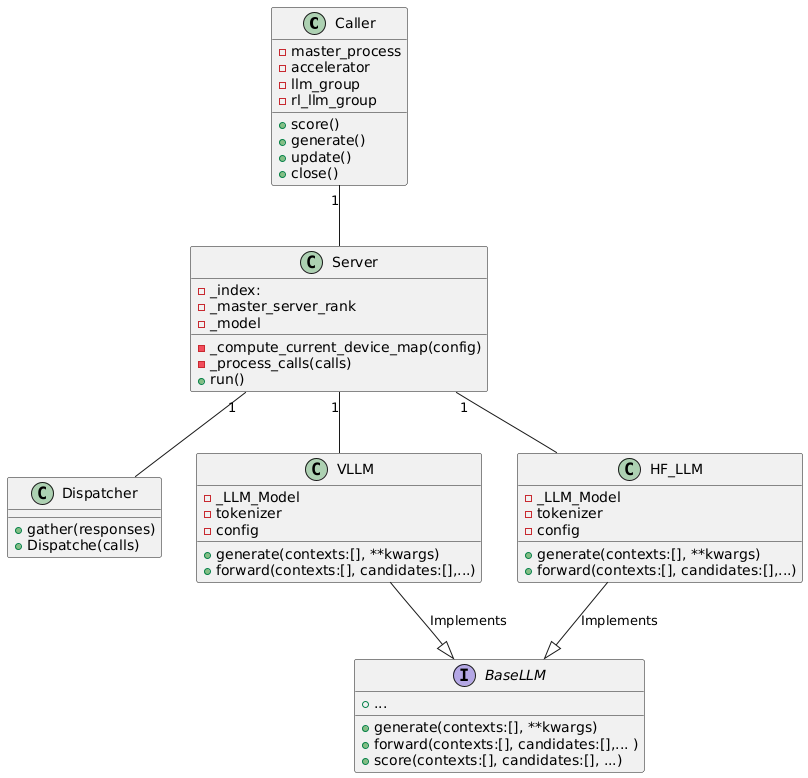 C Caller
master_process
accelerator
llm_group
rl_llm_group
score()
generate()
update()
close()
1
C Server
_index:
_master_server_rank
_model
_compute_current_device_map(config)
_process_calls(calls)
run()
1 1 1
C Dispatcher
gather(responses)
Dispatche(calls)
C VLLM
_LLM_Model
tokenizer
config
generate(contexts:[], **kwargs)
forward(contexts:[], candidates:[],...)
C HF_LLM
_LLM_Model
tokenizer
config
generate(contexts:[], **kwargs)
forward(contexts:[], candidates:[],...)
Implements
Implements
I BaseLLM
...
generate(contexts:[], **kwargs)
forward(contexts:[], candidates:[],... )
score(contexts:[], candidates:[], ...)